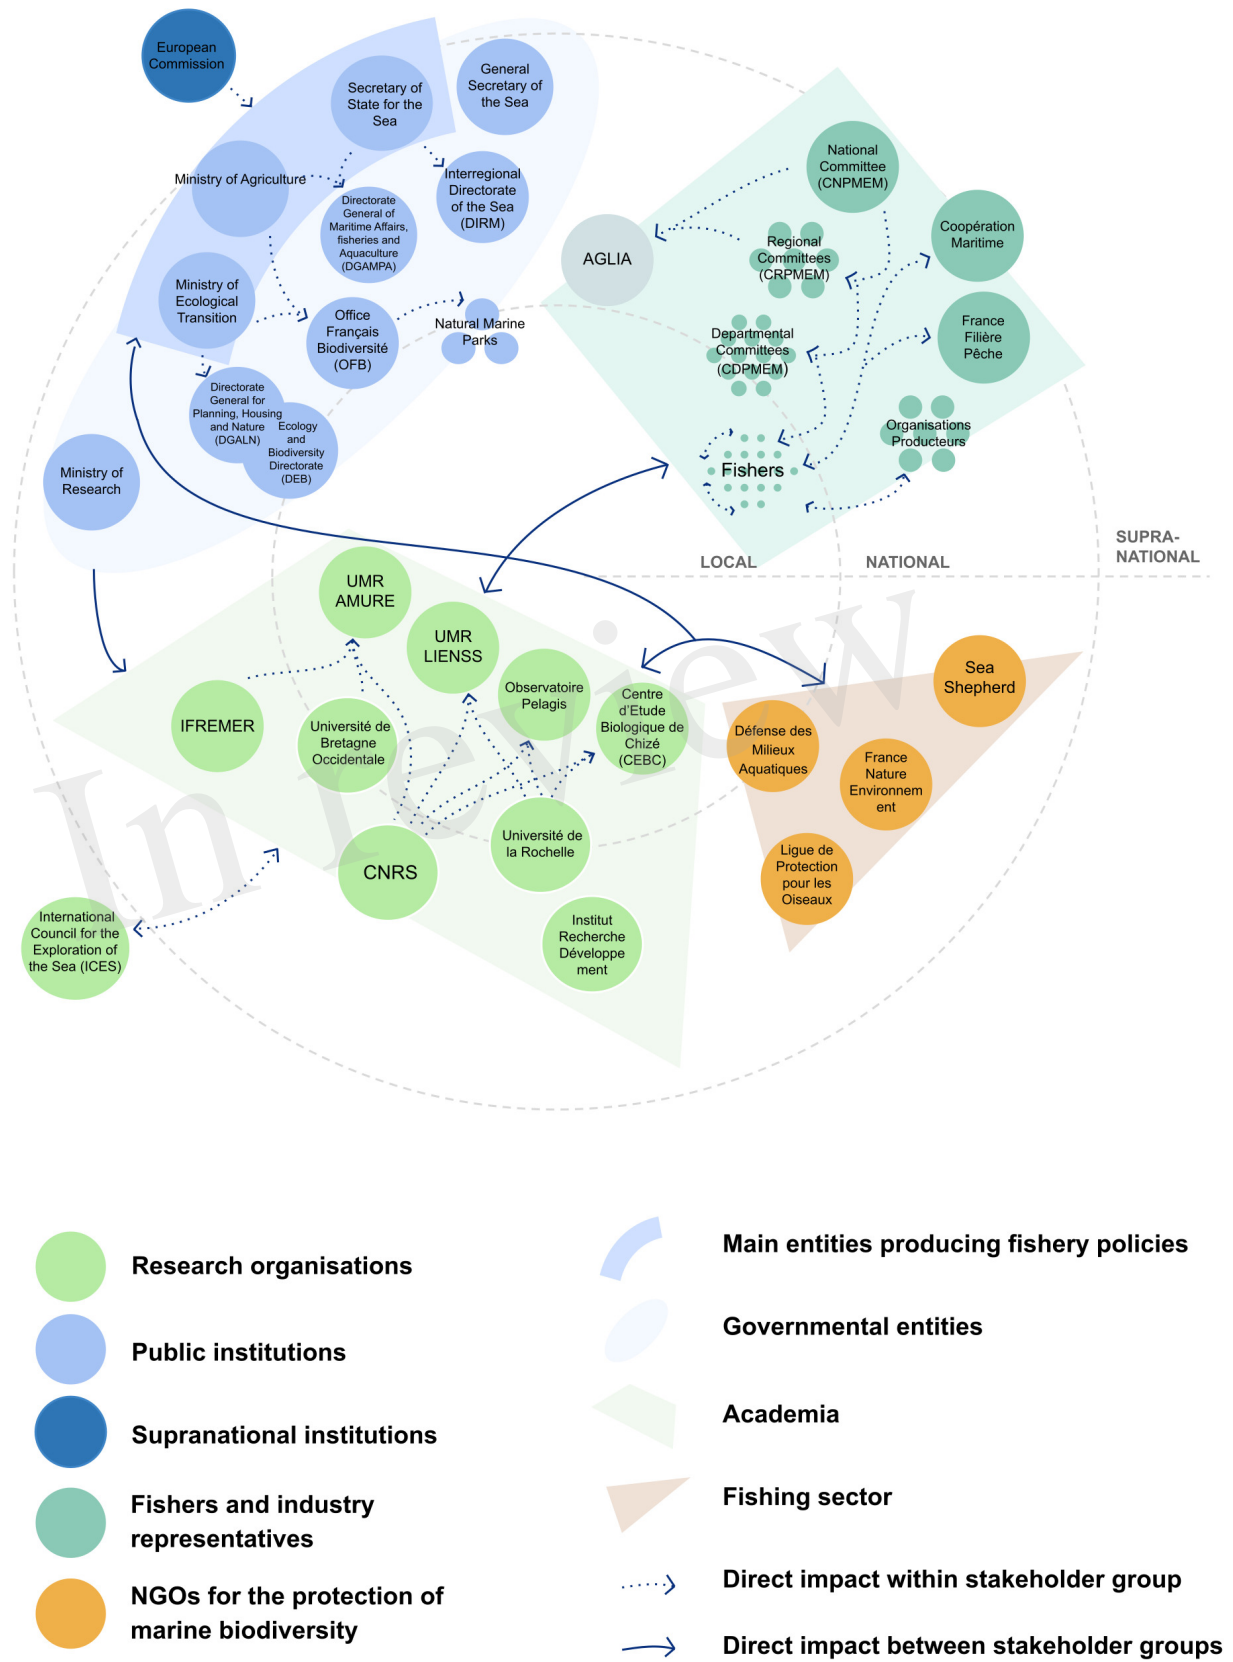 European
Commission
Secretary of
State for the
Sea
General
Secretary of
the Sea
Ministry of Agriculture
Interregional
Directorate
of the Sea
(DIRM)
Directorate
General of
Maritime Affairs,
fisheries and
Aquaculture
(DGAMPA)
Ministry of
Ecological
Transition
Office
Français
Biodiversité
(OFB)
Natural Marine
Parks
Directorate
General for
Planning, Housing
and Nature
(DGALN)
Ecology
and
Biodiversity
Directorate
(DEB)
Ministry of
Research
National
Committee
(CNPMEM)
AGLIA
Regional
Committees
(CRPMEM)
Coopération
Maritime
Departmental
Committees
(CDPMEM)
France
Filière
Pêche
Organisations
Producteurs
Fishers
LOCAL
NATIONAL
SUPRA-
NATIONAL
UMR
AMURE
UMR
LIENSS
Observatoire
Pelagis
Centre
d'Etude
Biologique de
Chizé
(CEBC)
IFREMER
Université de
Bretagne
Occidentale
CNRS
Université de
la Rochelle
Institut
Recherche
Développe
ment
International
Council for the
Exploration of
the Sea (ICES)
Sea
Shepherd
Défense des
Milieux
Aquatiques
France
Nature
Environnem
ent
Ligue de
Protection
pour les
Oiseaux
In review
Research organisations
Public institutions
Supranational institutions
Fishers and industry
representatives
NGOs for the protection of
marine biodiversity
Main entities producing fishery policies
Governmental entities
Academia
Fishing sector
Direct impact within stakeholder group
Direct impact between stakeholder groups